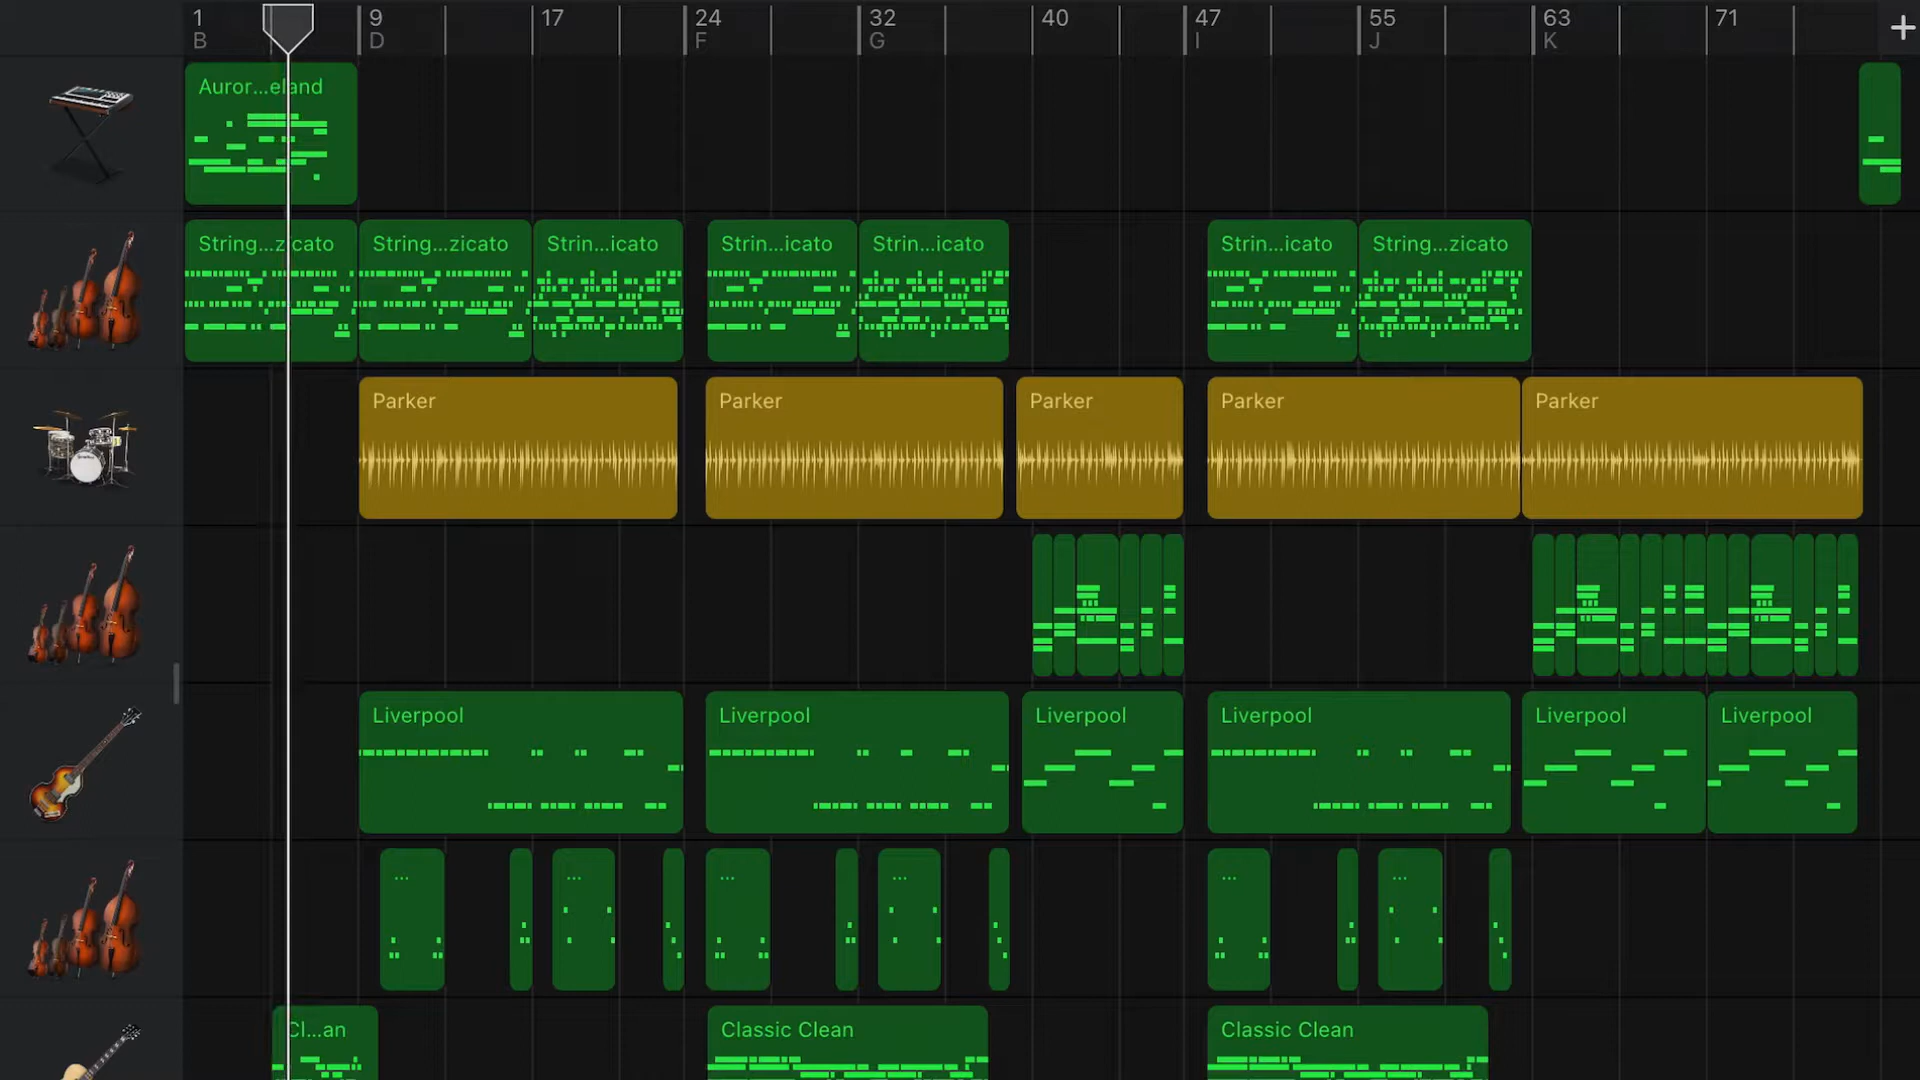 1 9 17 24 32 40 47 55 63 71
B D F G I J K
Auror...eland
String...zicato String...zicato Strin...icato Strin...icato Strin...icato Strin...icato String...zicato
Parker Parker Parker Parker Parker
Liverpool Liverpool Liverpool Liverpool Liverpool Liverpool
... ... ... ... ... ...
Cl...an Classic Clean Classic Clean